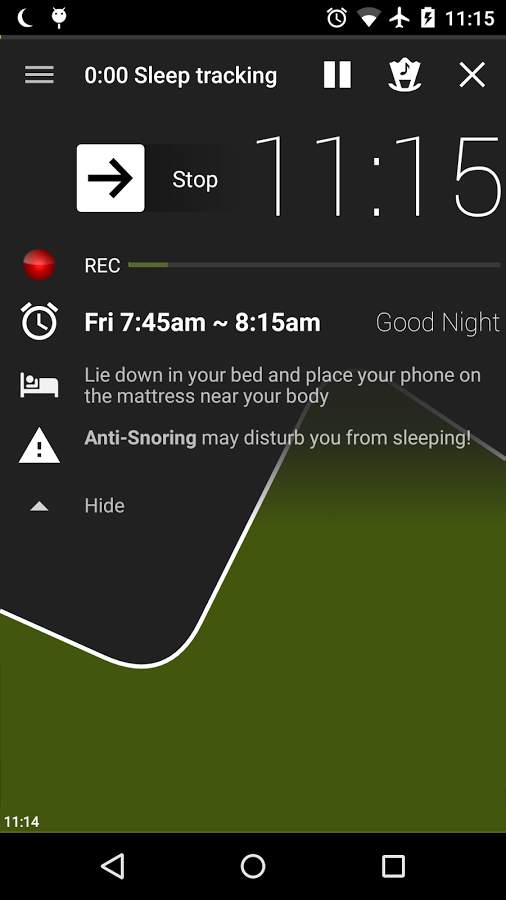 11:15
0:00 Sleep tracking
Stop
11:15
REC
Fri 7:45am ~ 8:15am
Good Night
Lie down in your bed and place your phone on
the mattress near your body
Anti-Snoring may disturb you from sleeping!
Hide
11:14